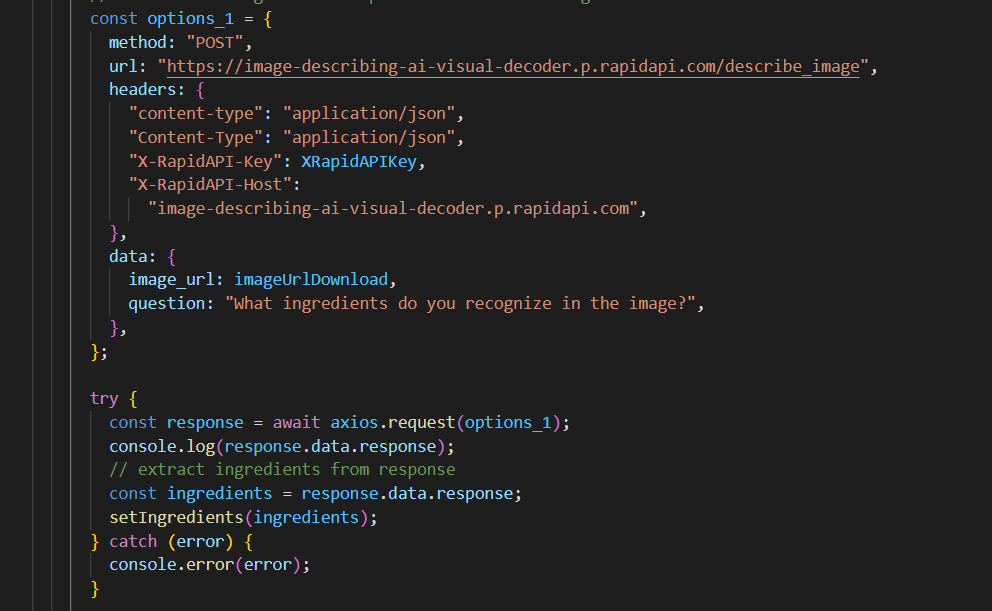 const options_1 = {
method: "POST",
url: "https://image-describing-ai-visual-decoder.p.rapidapi.com/describe_image",
headers: {
"content-type": "application/json",
"Content-Type": "application/json",
"X-RapidAPI-Key": XRapidAPIKey,
"X-RapidAPI-Host":
"image-describing-ai-visual-decoder.p.rapidapi.com",
},
data: {
image_url: imageUrlDownload,
question: "What ingredients do you recognize in the image?",
},
};
try {
const response = await axios.request(options_1);
console.log(response.data.response);
// extract ingredients from response
const ingredients = response.data.response;
setIngredients(ingredients);
} catch (error) {
console.error(error);
}